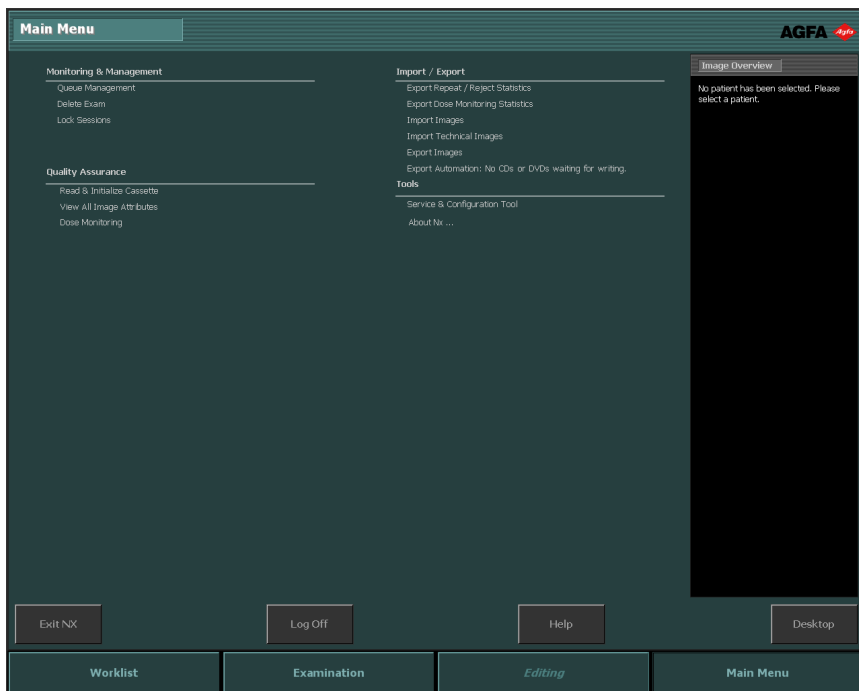 Main Menu
AGFA
Agfa
Monitoring & Management
Queue Management
Delete Exam
Lock Sessions
Quality Assurance
Read & Initialize Cassette
View All Image Attributes
Dose Monitoring
Import / Export
Export Repeat / Reject Statistics
Export Dose Monitoring Statistics
Import Images
Import Technical Images
Export Images
Export Automation: No CDs or DVDs waiting for writing.
Tools
Service & Configuration Tool
About Nx ...
Image Overview
No patient has been selected. Please
select a patient.
Exit NX
Log Off
Help
Desktop
Worklist
Examination
Editing
Main Menu